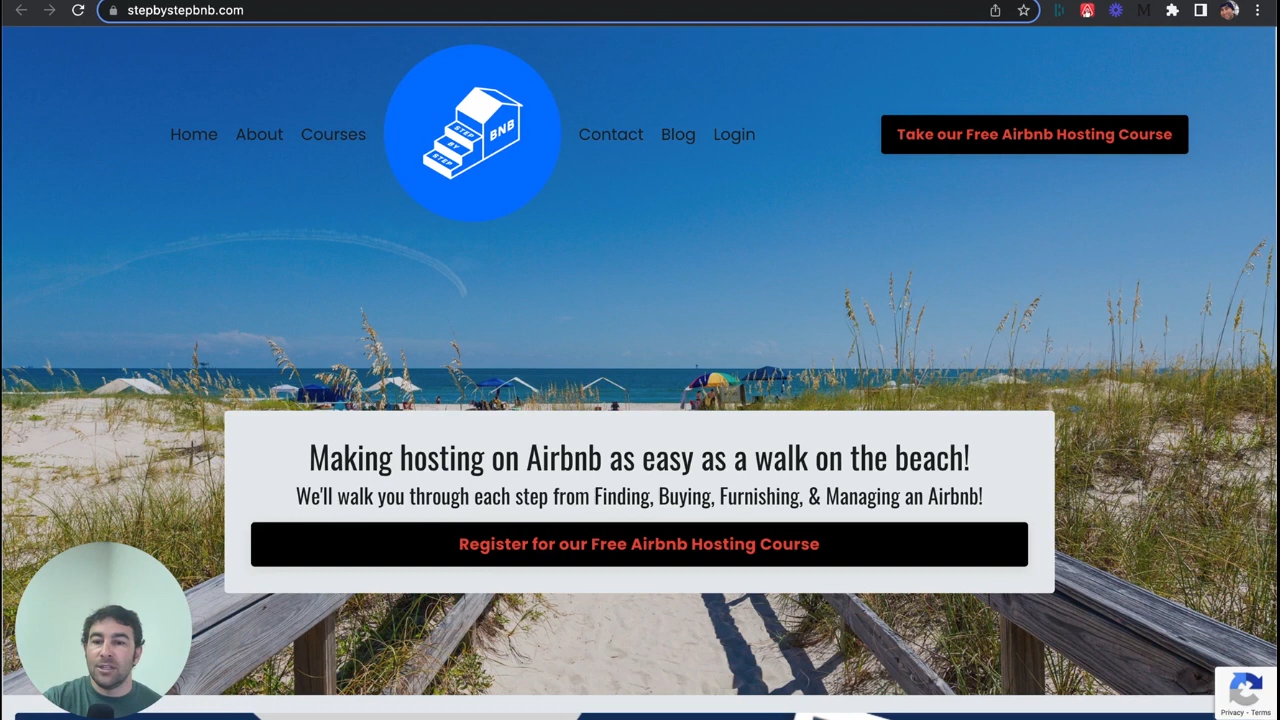 stepbystepbnb.com
Home About Courses
STEP
BY
STEP
BNB
Contact Blog Login
Take our Free Airbnb Hosting Course
Making hosting on Airbnb as easy as a walk on the beach!
We'll walk you through each step from Finding, Buying, Furnishing, & Managing an Airbnb!
Register for our Free Airbnb Hosting Course
Privacy - Terms